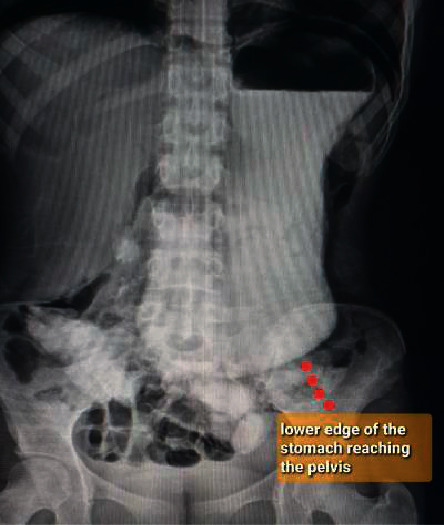 lower edge of the
stomach reaching
the pelvis